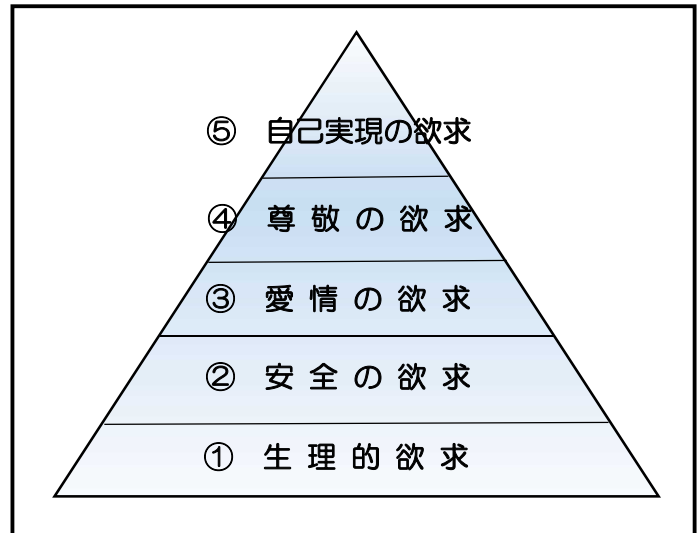 ⑤ 自己実現の欲求
④ 尊敬の欲求
③ 愛情の欲求
② 安全の欲求
① 生理的欲求